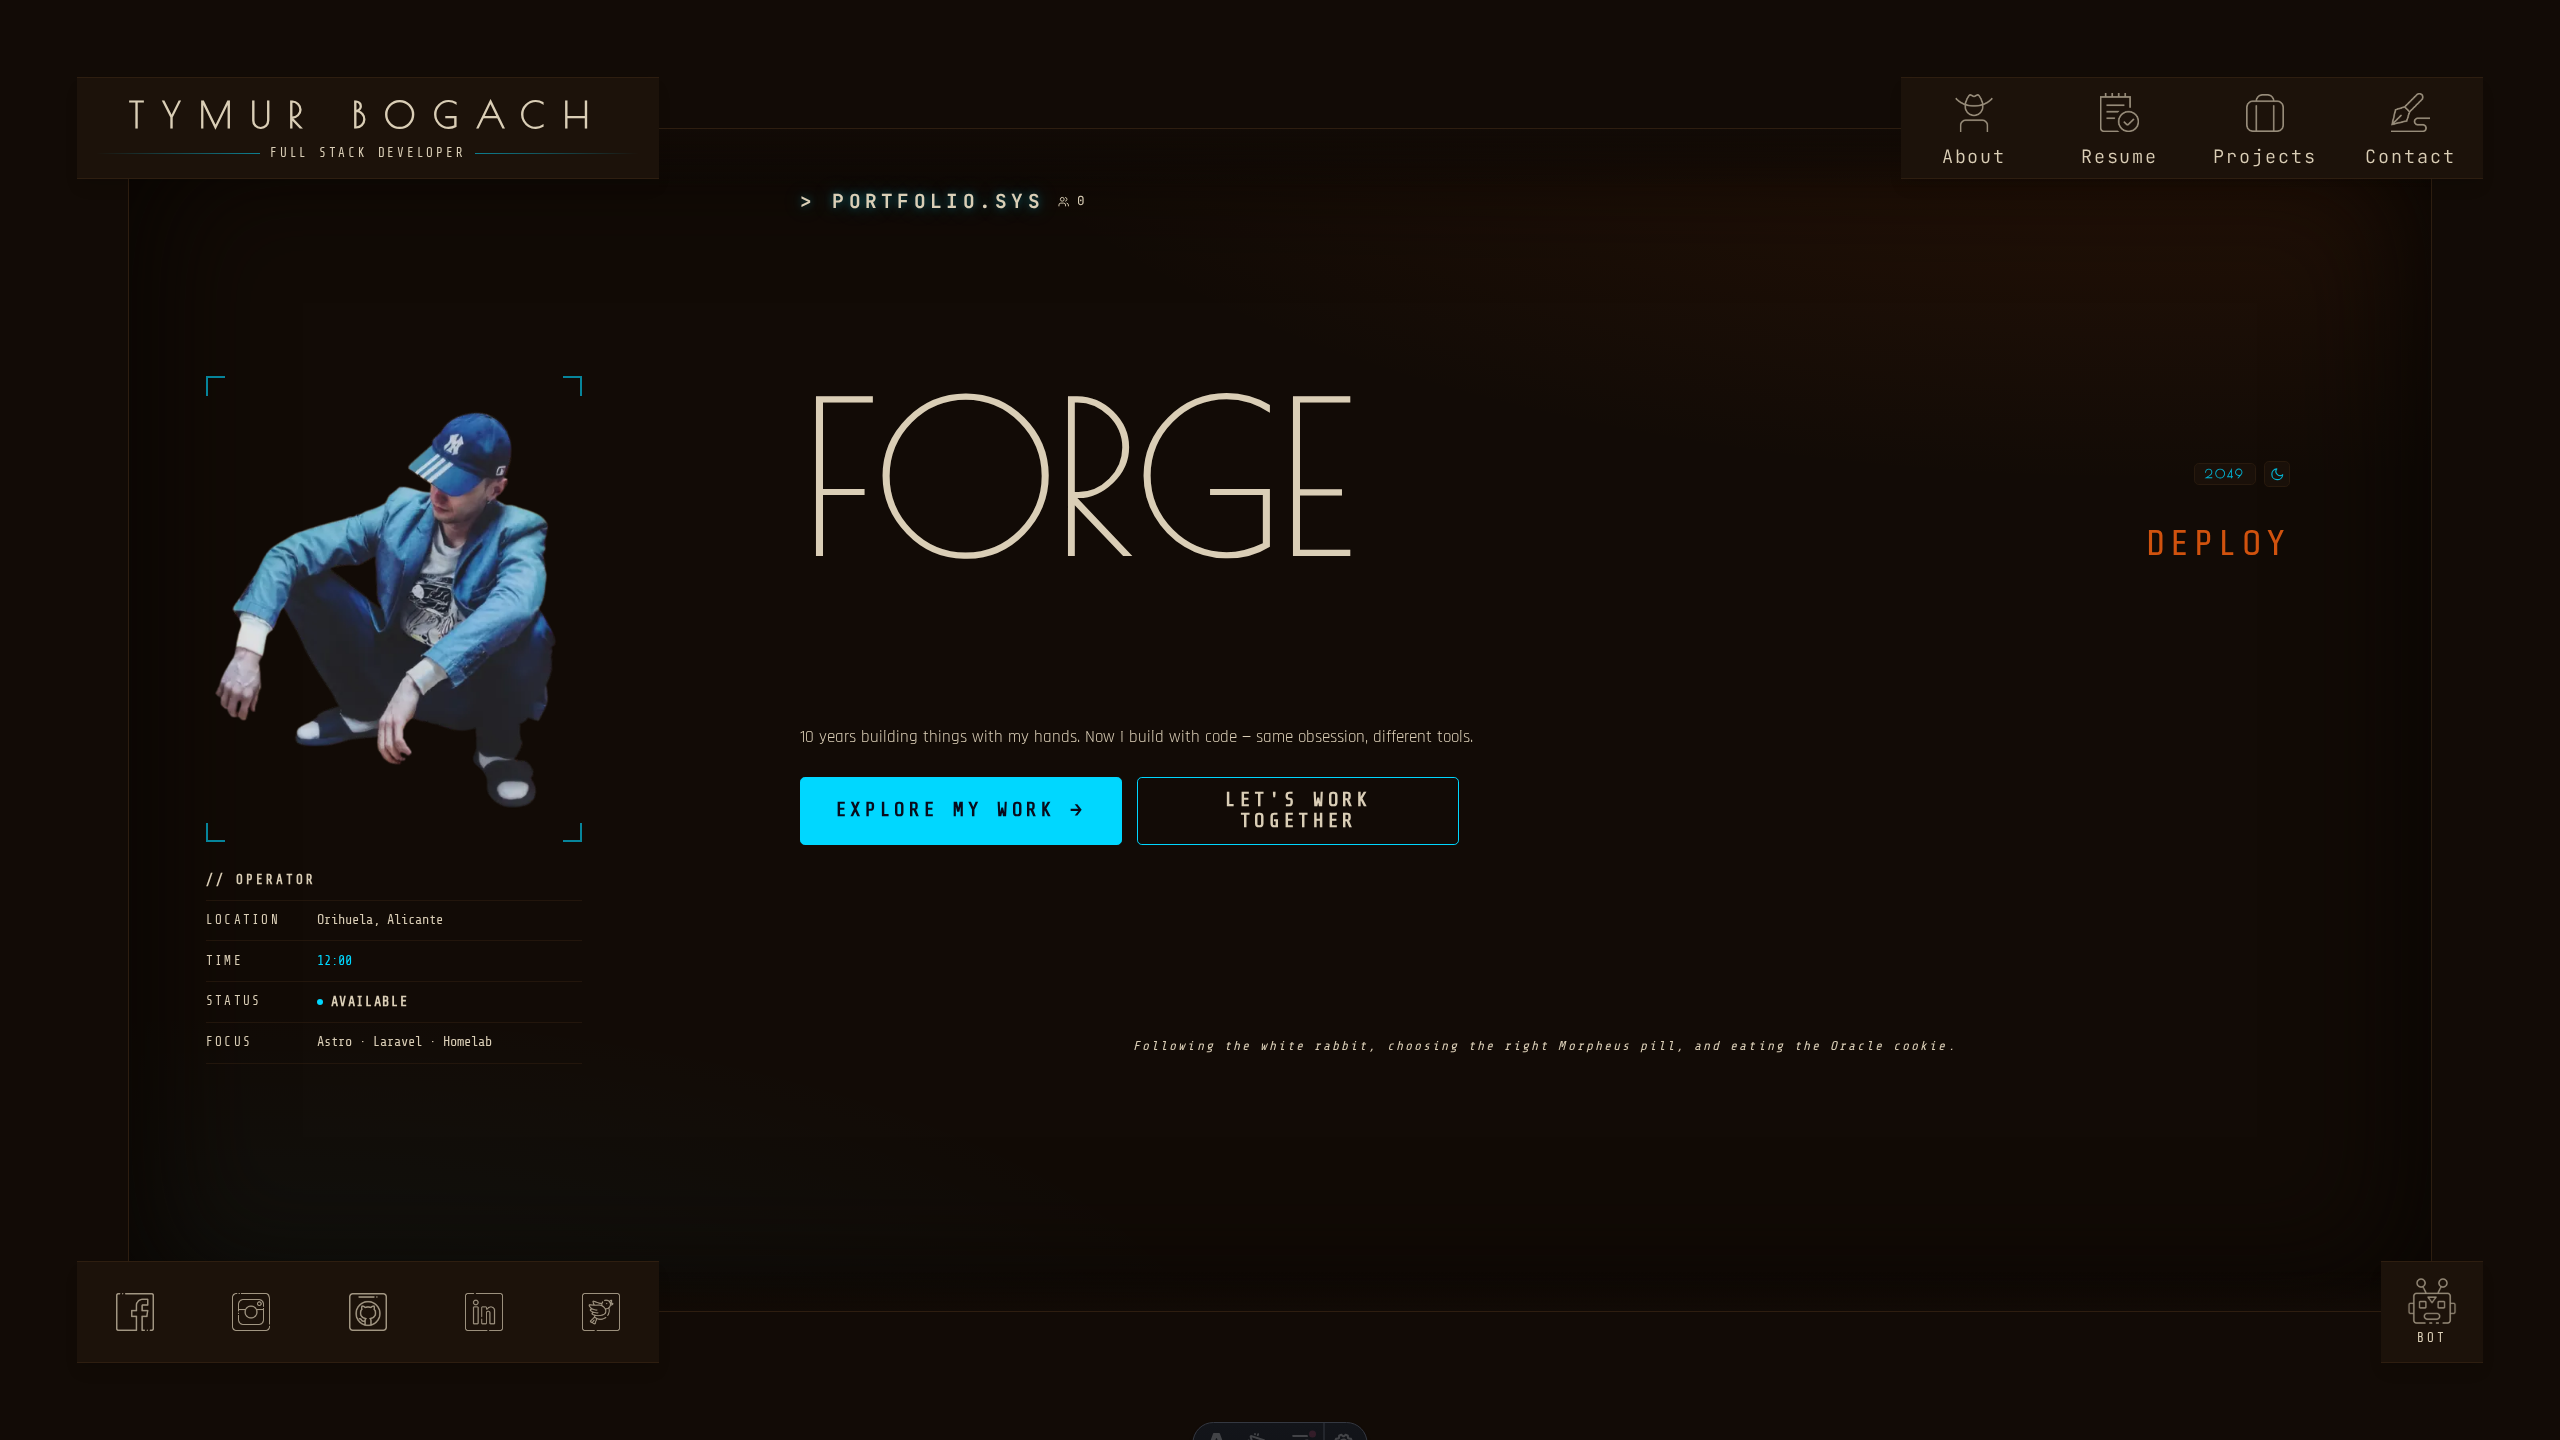 TYMUR BOGACH
FULL STACK DEVELOPER
About
Resume
Projects
Contact
> PORTFOLIO.SYS 0
FORGE
2049
DEPLOY
10 years building things with my hands. Now I build with code — same obsession, different tools.
EXPLORE MY WORK →
LET'S WORK
TOGETHER
// OPERATOR
LOCATION Orihuela, Alicante
TIME 12:00
STATUS AVAILABLE
FOCUS Astro · Laravel · Homelab
Following the white rabbit, choosing the right Morpheus pill, and eating the Oracle cookie.
BOT